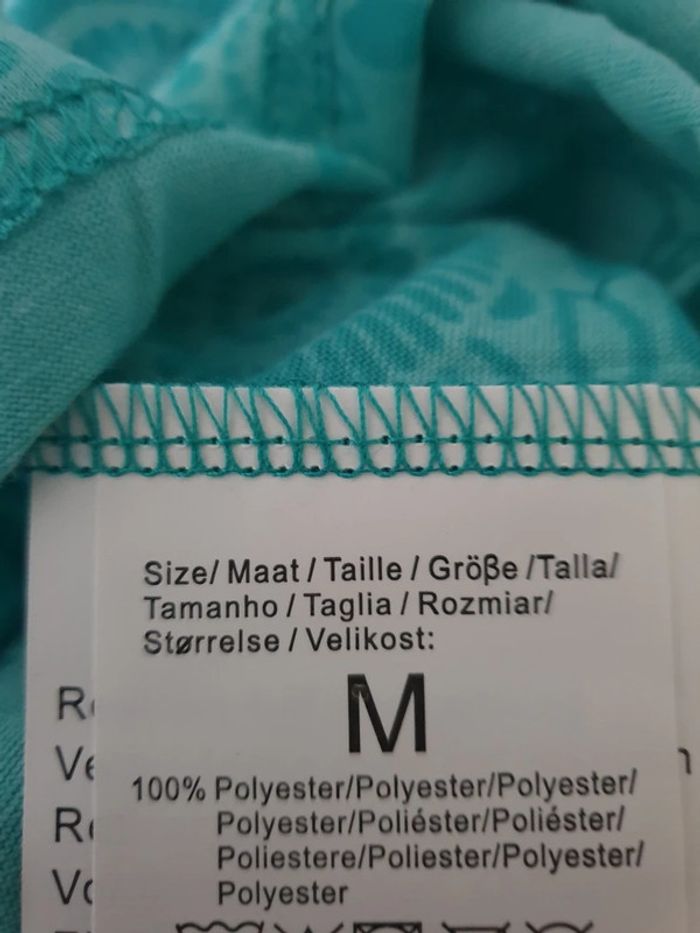 Size/ Maat / Taille / Größe /Talla/
Tamanho / Taglia / Rozmiar/
Størrelse / Velikost:
M
100% Polyester/Polyester/Polyester/
Polyester/Poliéster/Poliéster/
Poliestere/Poliester/Polyester/
Polyester